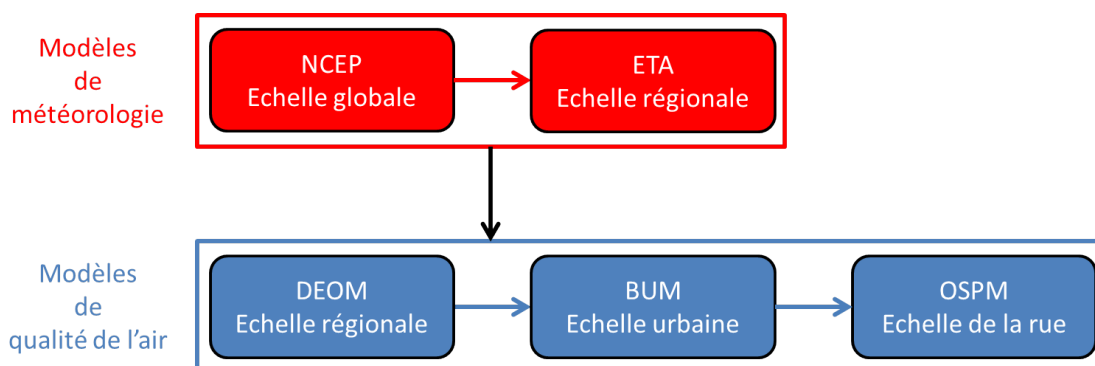 Modèles
de
météorologie
NCEP
Echelle globale
ETA
Echelle régionale
Modèles
de
qualité de l'air
DEOM
Echelle régionale
BUM
Echelle urbaine
OSPM
Echelle de la rue